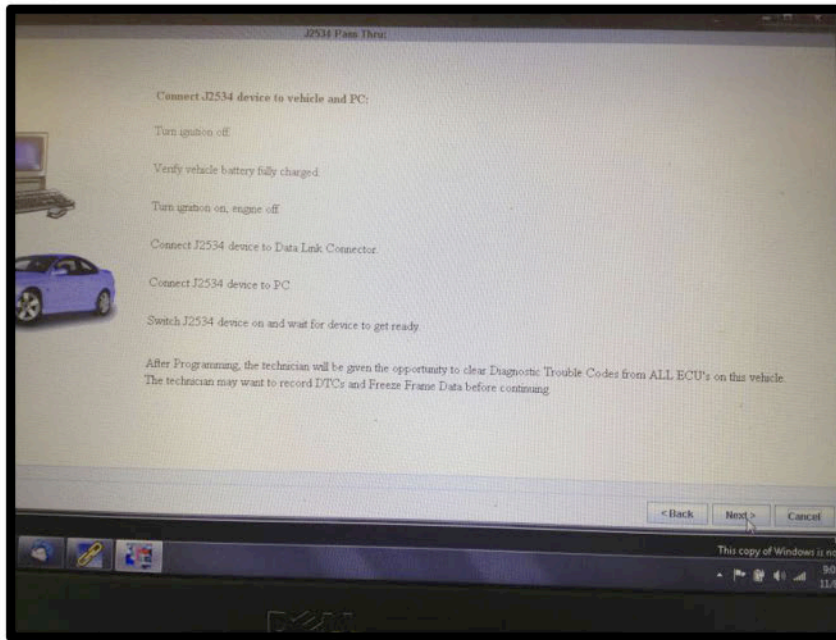 J2534 Pass Thru:
Connect J2534 device to vehicle and PC:
Turn ignition off
Verify vehicle battery fully charged.
Turn ignition on, engine off
Connect J2534 device to Data Link Connector.
Connect J2534 device to PC
Switch J2534 device on and wait for device to get ready.
After Programming, the technician will be given the opportunity to clear Diagnostic Trouble Codes from ALL ECU's on this vehicle.
The technician may want to record DTCs and Freeze Frame Data before continuing.
<Back Next> Cancel
This copy of Windows is
9:0
11/
DELL